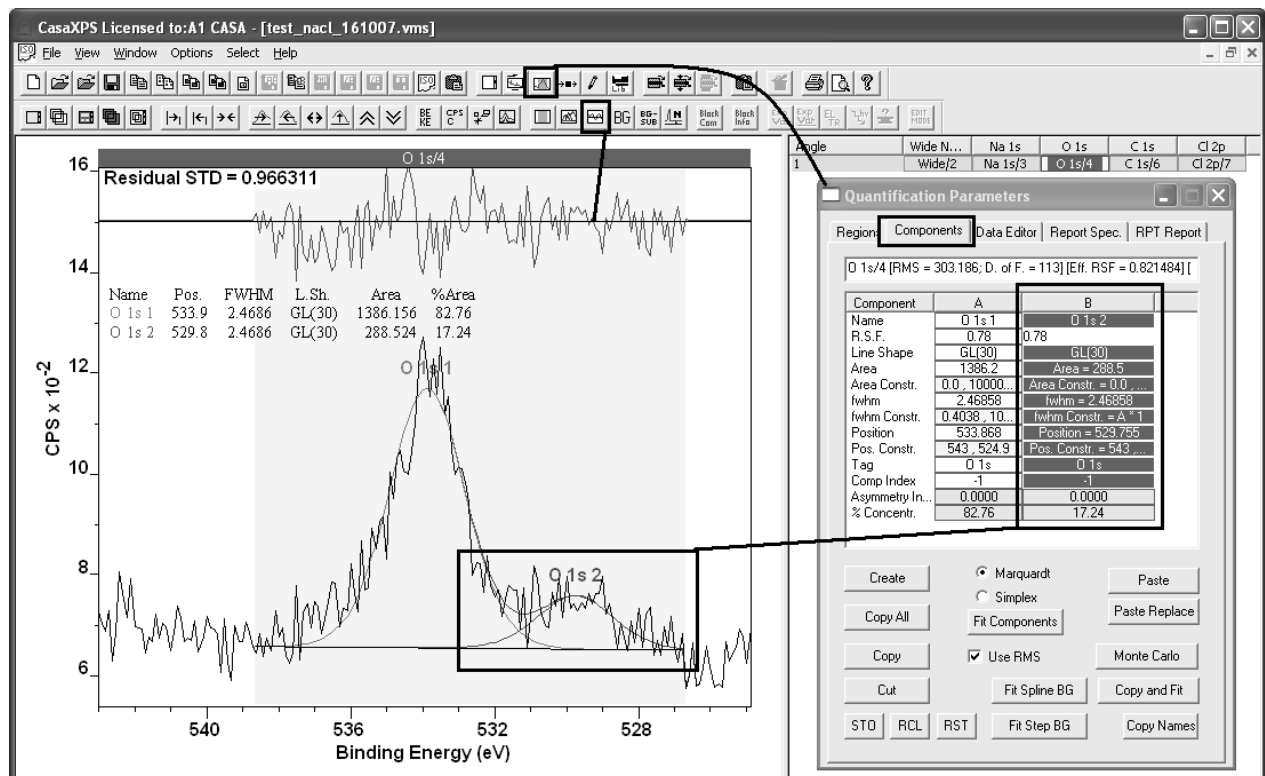 CasaXPS Licensed to:A1 CASA - [test_nacl_161007.vms]
File View Window Options Select Help
BE KE CPS C BG BG- SUB Block Com Block Info Exp Var EL TR EDIT MODE
O 1s/4
Residual STD = 0.966311
Name Pos. FWHM L.Sh. Area %Area
O 1s 1 533.9 2.4686 GL(30) 1386.156 82.76
O 1s 2 529.8 2.4686 GL(30) 288.524 17.24
O 1s 1
O 1s 2
16
14
12
10
8
6
CPS x 10-2
540 536 532 528
Binding Energy (eV)
Angle Wide N... Na 1s O 1s C 1s Cl 2p
1 Wide/2 Na 1s/3 O 1s/4 C 1s/6 Cl 2p/7
Quantification Parameters
Regions Components Data Editor Report Spec. RPT Report
O 1s/4 [RMS = 303.186; D. of F. = 113] [Eff. RSF = 0.821484] [
Component A B
Name O 1s 1 O 1s 2
R.S.F. 0.78 0.78
Line Shape GL(30) GL(30)
Area 1386.2 Area = 288.5
Area Constr. 0.0 , 10000... Area Constr. = 0.0 , ...
fwhm 2.46858 fwhm = 2.46858
fwhm Constr. 0.4038 , 10... fwhm Constr. = A * 1
Position 533.868 Position = 529.755
Pos. Constr. 543 , 524.9 Pos. Constr. = 543 ,...
Tag O 1s O 1s
Comp Index -1 -1
Asymmetry In... 0.0000 0.0000
% Concentr. 82.76 17.24
Create Marquardt Paste
Simplex
Copy All Fit Components Paste Replace
Copy Use RMS Monte Carlo
Cut Fit Spline BG Copy and Fit
STO RCL RST Fit Step BG Copy Names